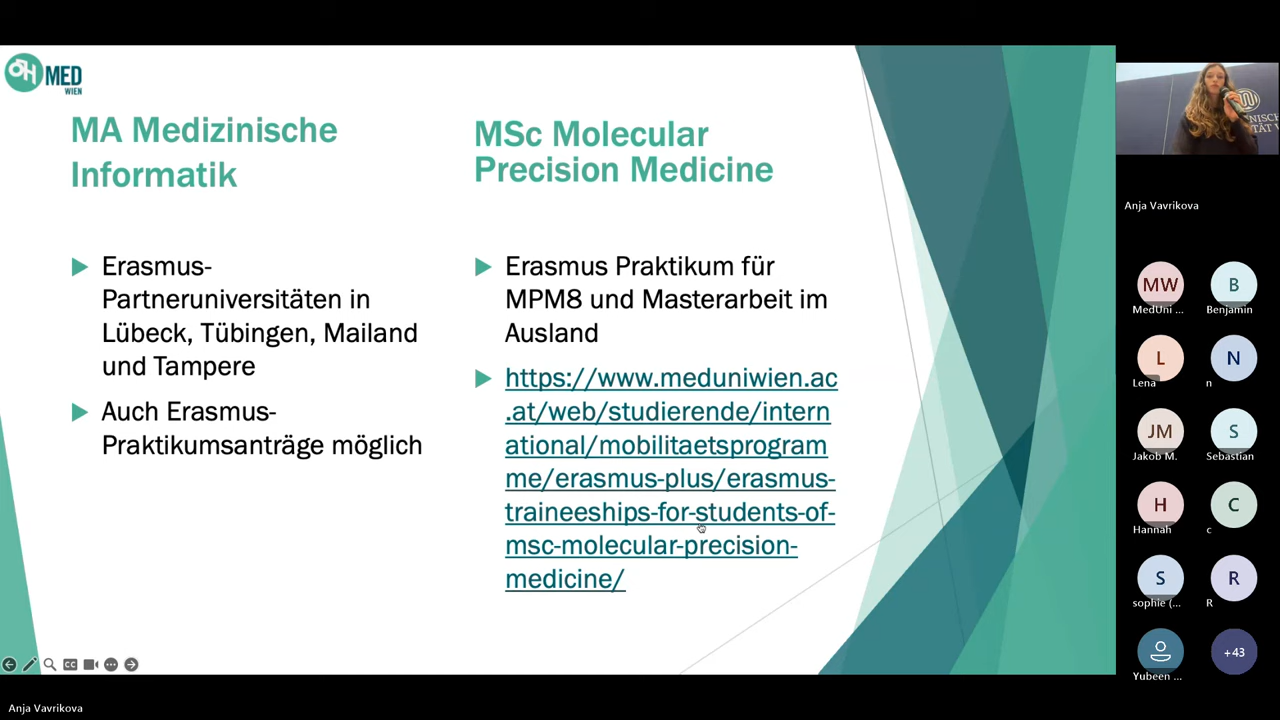 ÖH MED
WIEN
MA Medizinische
Informatik
Erasmus-
Partneruniversitäten in
Lübeck, Tübingen, Mailand
und Tampere
Auch Erasmus-
Praktikumsanträge möglich
MSc Molecular
Precision Medicine
Erasmus Praktikum für
MPM8 und Masterarbeit im
Ausland
https://www.meduniwien.ac
.at/web/studierende/intern
ational/mobilitaetsprogram
me/erasmus-plus/erasmus-
traineeships-for-students-of-
msc-molecular-precision-
medicine/
CC
Anja Vavrikova
MW
MedUni ...
B
Benjamin
L
Lena
N
n
JM
Jakob M.
S
Sebastian
H
Hannah
C
c
S
sophie (...
R
R
Yubeen ...
+43
Anja Vavrikova